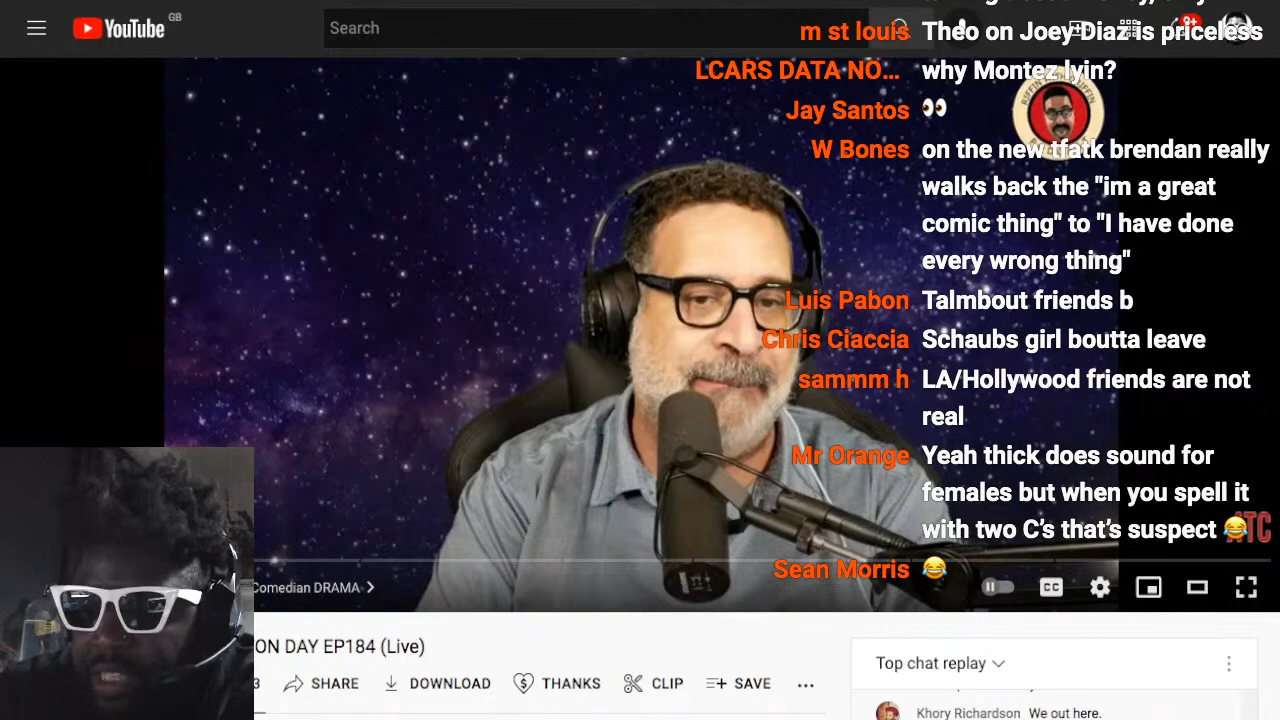 YouTube GB
Search
9+
m st louis Theo on Joey Diaz is priceless
LCARS DATA NO... why Montez lyin?
Jay Santos 👀
W Bones on the new tfatk brendan really
walks back the "im a great
comic thing" to "I have done
every wrong thing"
Luis Pabon Talmbout friends b
Chris Ciaccia Schaubs girl boutta leave
sammm h LA/Hollywood friends are not
real
Mr Orange Yeah thick does sound for
females but when you spell it
with two C's that's suspect 😂
ATC
Sean Morris 😂
Comedian DRAMA
CC
ON DAY EP184 (Live)
3 SHARE DOWNLOAD THANKS CLIP SAVE ...
Top chat replay
Khory Richardson We out here.